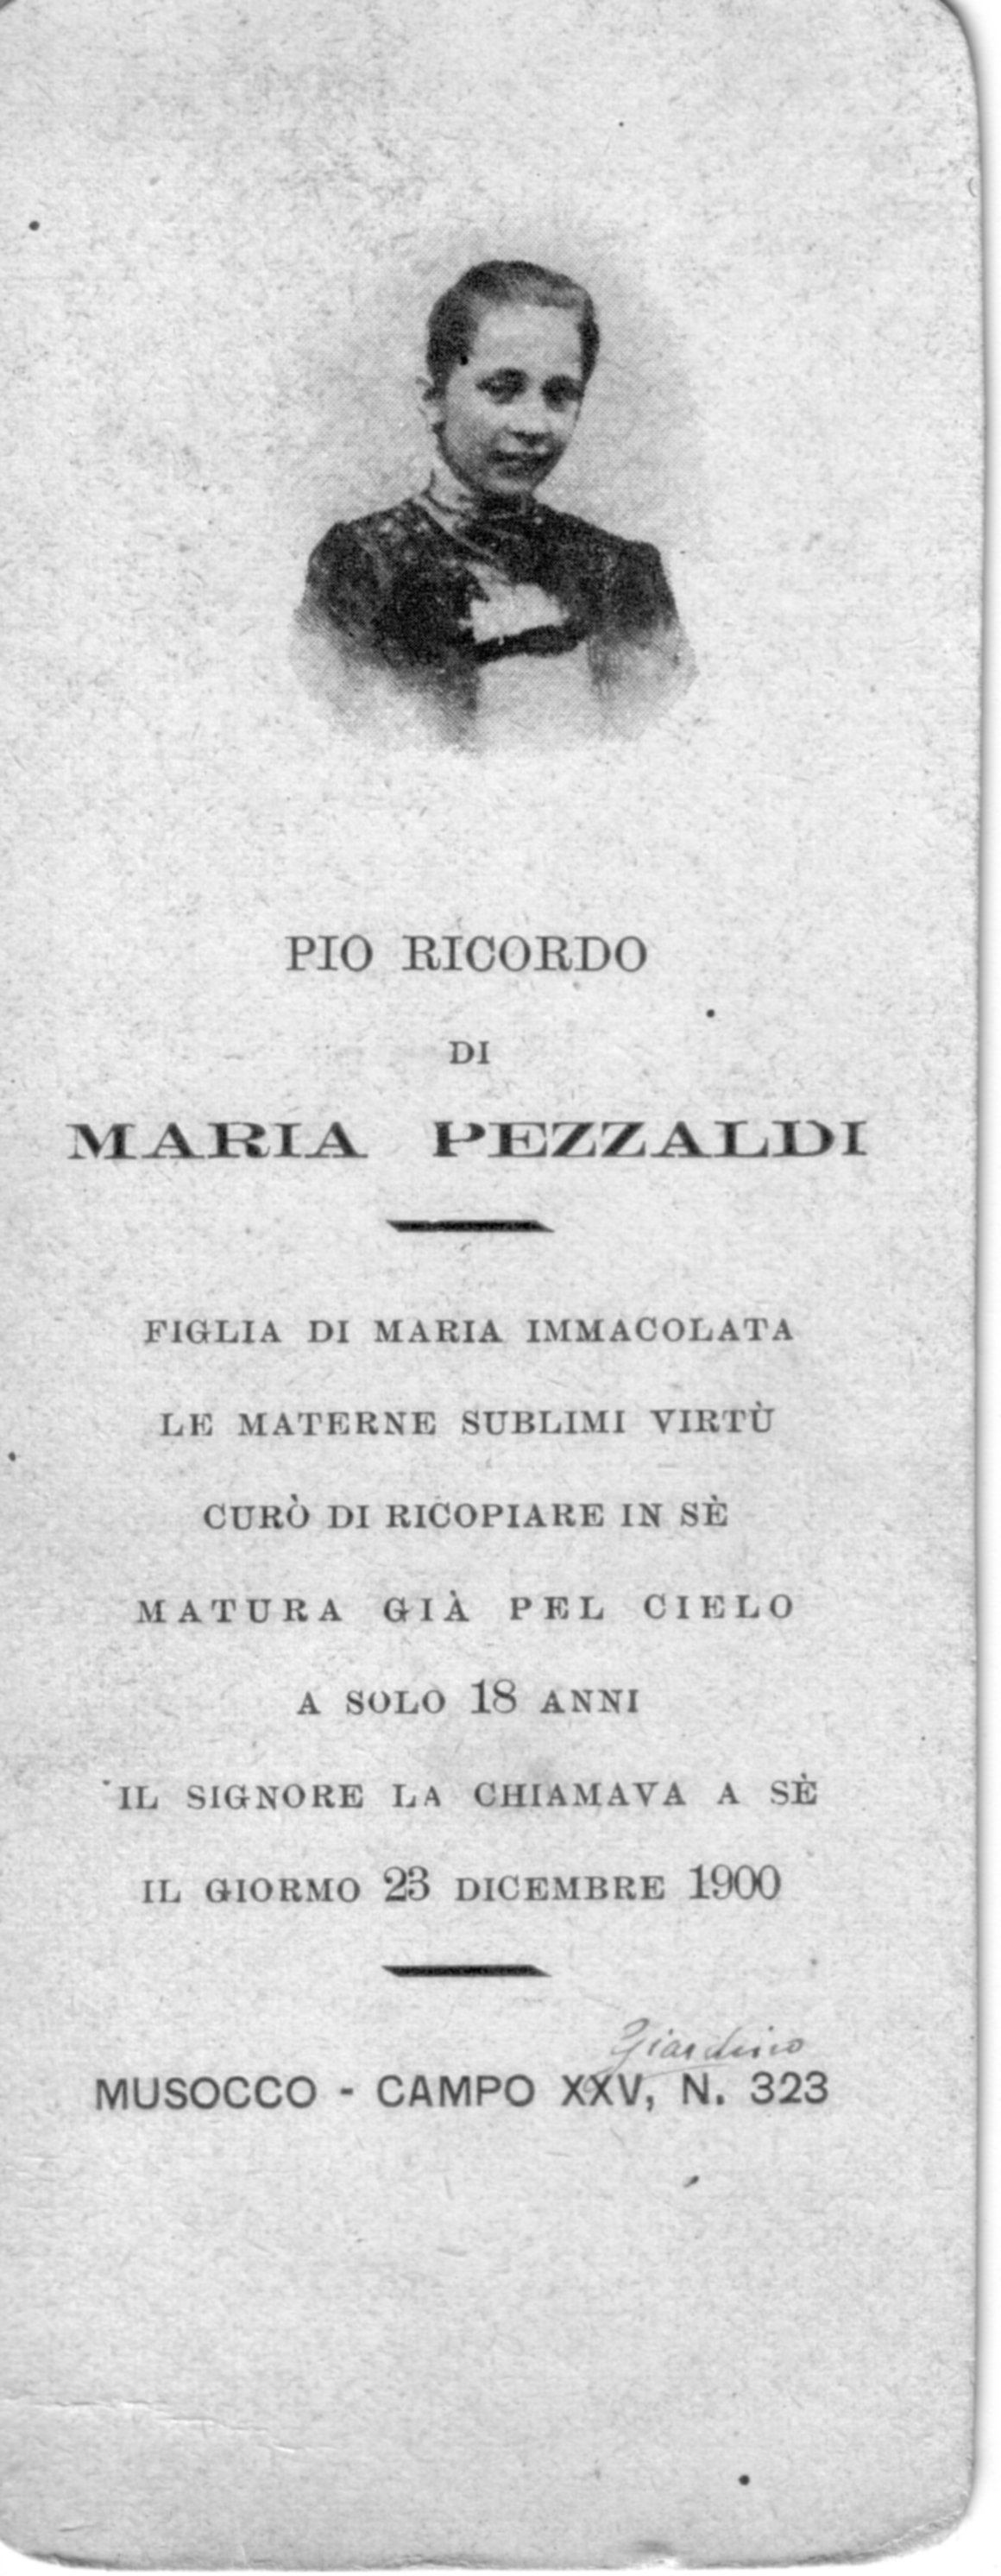 PIO RICORDO
DI
MARIA PEZZALDI
FIGLIA DI MARIA IMMACOLATA
LE MATERNE SUBLIMI VIRTÙ
CURÒ DI RICOPIARE IN SÈ
MATURA GIÀ PEL CIELO
A SOLO 18 ANNI
IL SIGNORE LA CHIAMAVA A SÈ
IL GIORMO 23 DICEMBRE 1900
Giardino
MUSOCCO - CAMPO XXV, N. 323